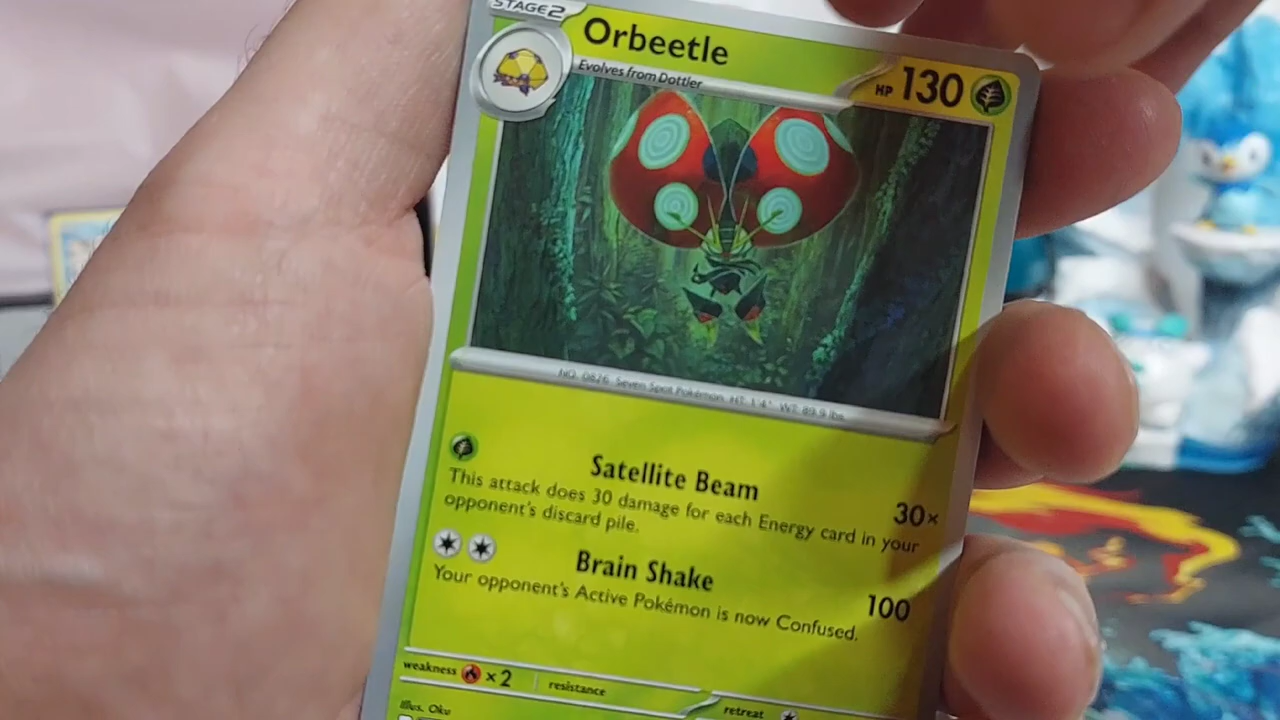 STAGE2
Orbeetle
Evolves from Dottler
HP 130
NO. 0826 Seven Spot Pokémon HT: 1'4" WT: 89.9 lbs.
Satellite Beam 30×
This attack does 30 damage for each Energy card in your
opponent's discard pile.
Brain Shake 100
Your opponent's Active Pokémon is now Confused.
weakness ×2 resistance
retreat
Illus. Oku